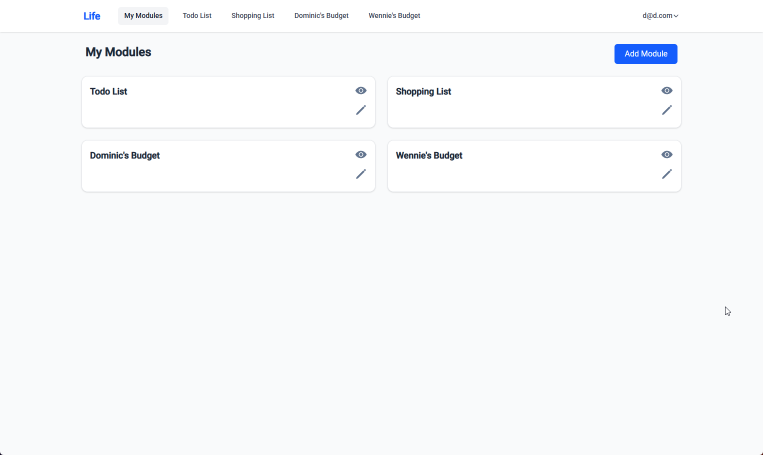 Life My Modules Todo List Shopping List Dominic's Budget Wennie's Budget d@d.com
My Modules Add Module
Todo List Shopping List
Dominic's Budget Wennie's Budget